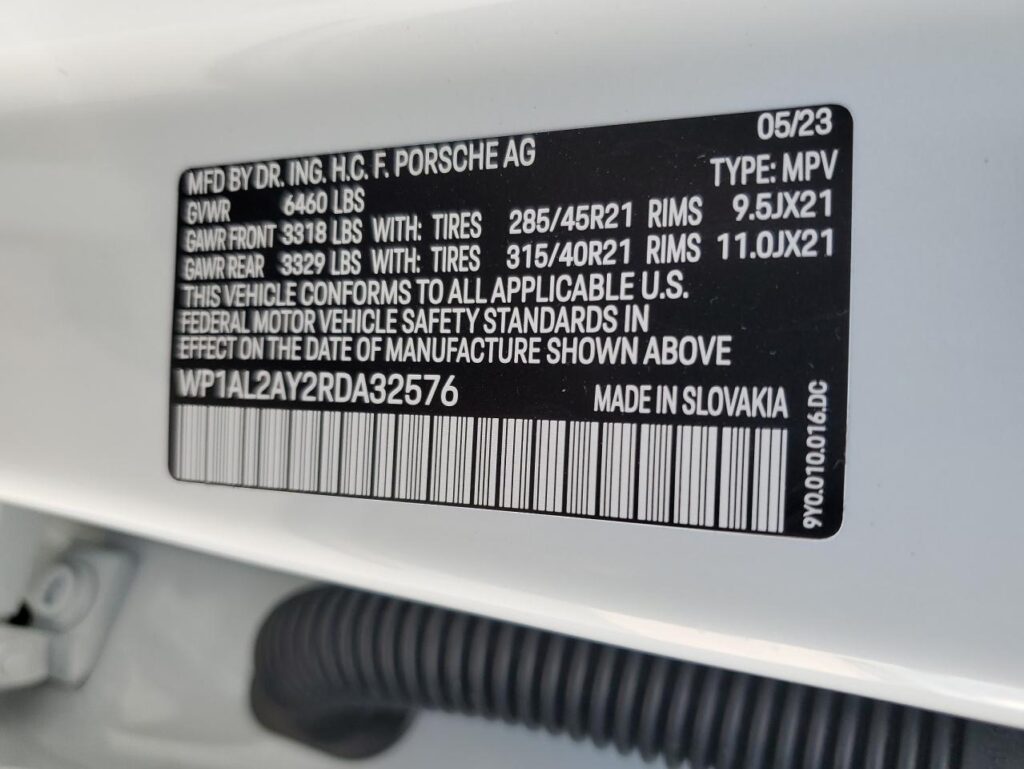 05/23
MFD BY DR. ING. H.C. F. PORSCHE AG TYPE: MPV
GVWR 6460 LBS
GAWR FRONT 3318 LBS WITH: TIRES 285/45R21 RIMS 9.5JX21
GAWR REAR 3329 LBS WITH: TIRES 315/40R21 RIMS 11.0JX21
THIS VEHICLE CONFORMS TO ALL APPLICABLE U.S.
FEDERAL MOTOR VEHICLE SAFETY STANDARDS IN
EFFECT ON THE DATE OF MANUFACTURE SHOWN ABOVE
WP1AL2AY2RDA32576 MADE IN SLOVAKIA
9Y0.010.016.DC